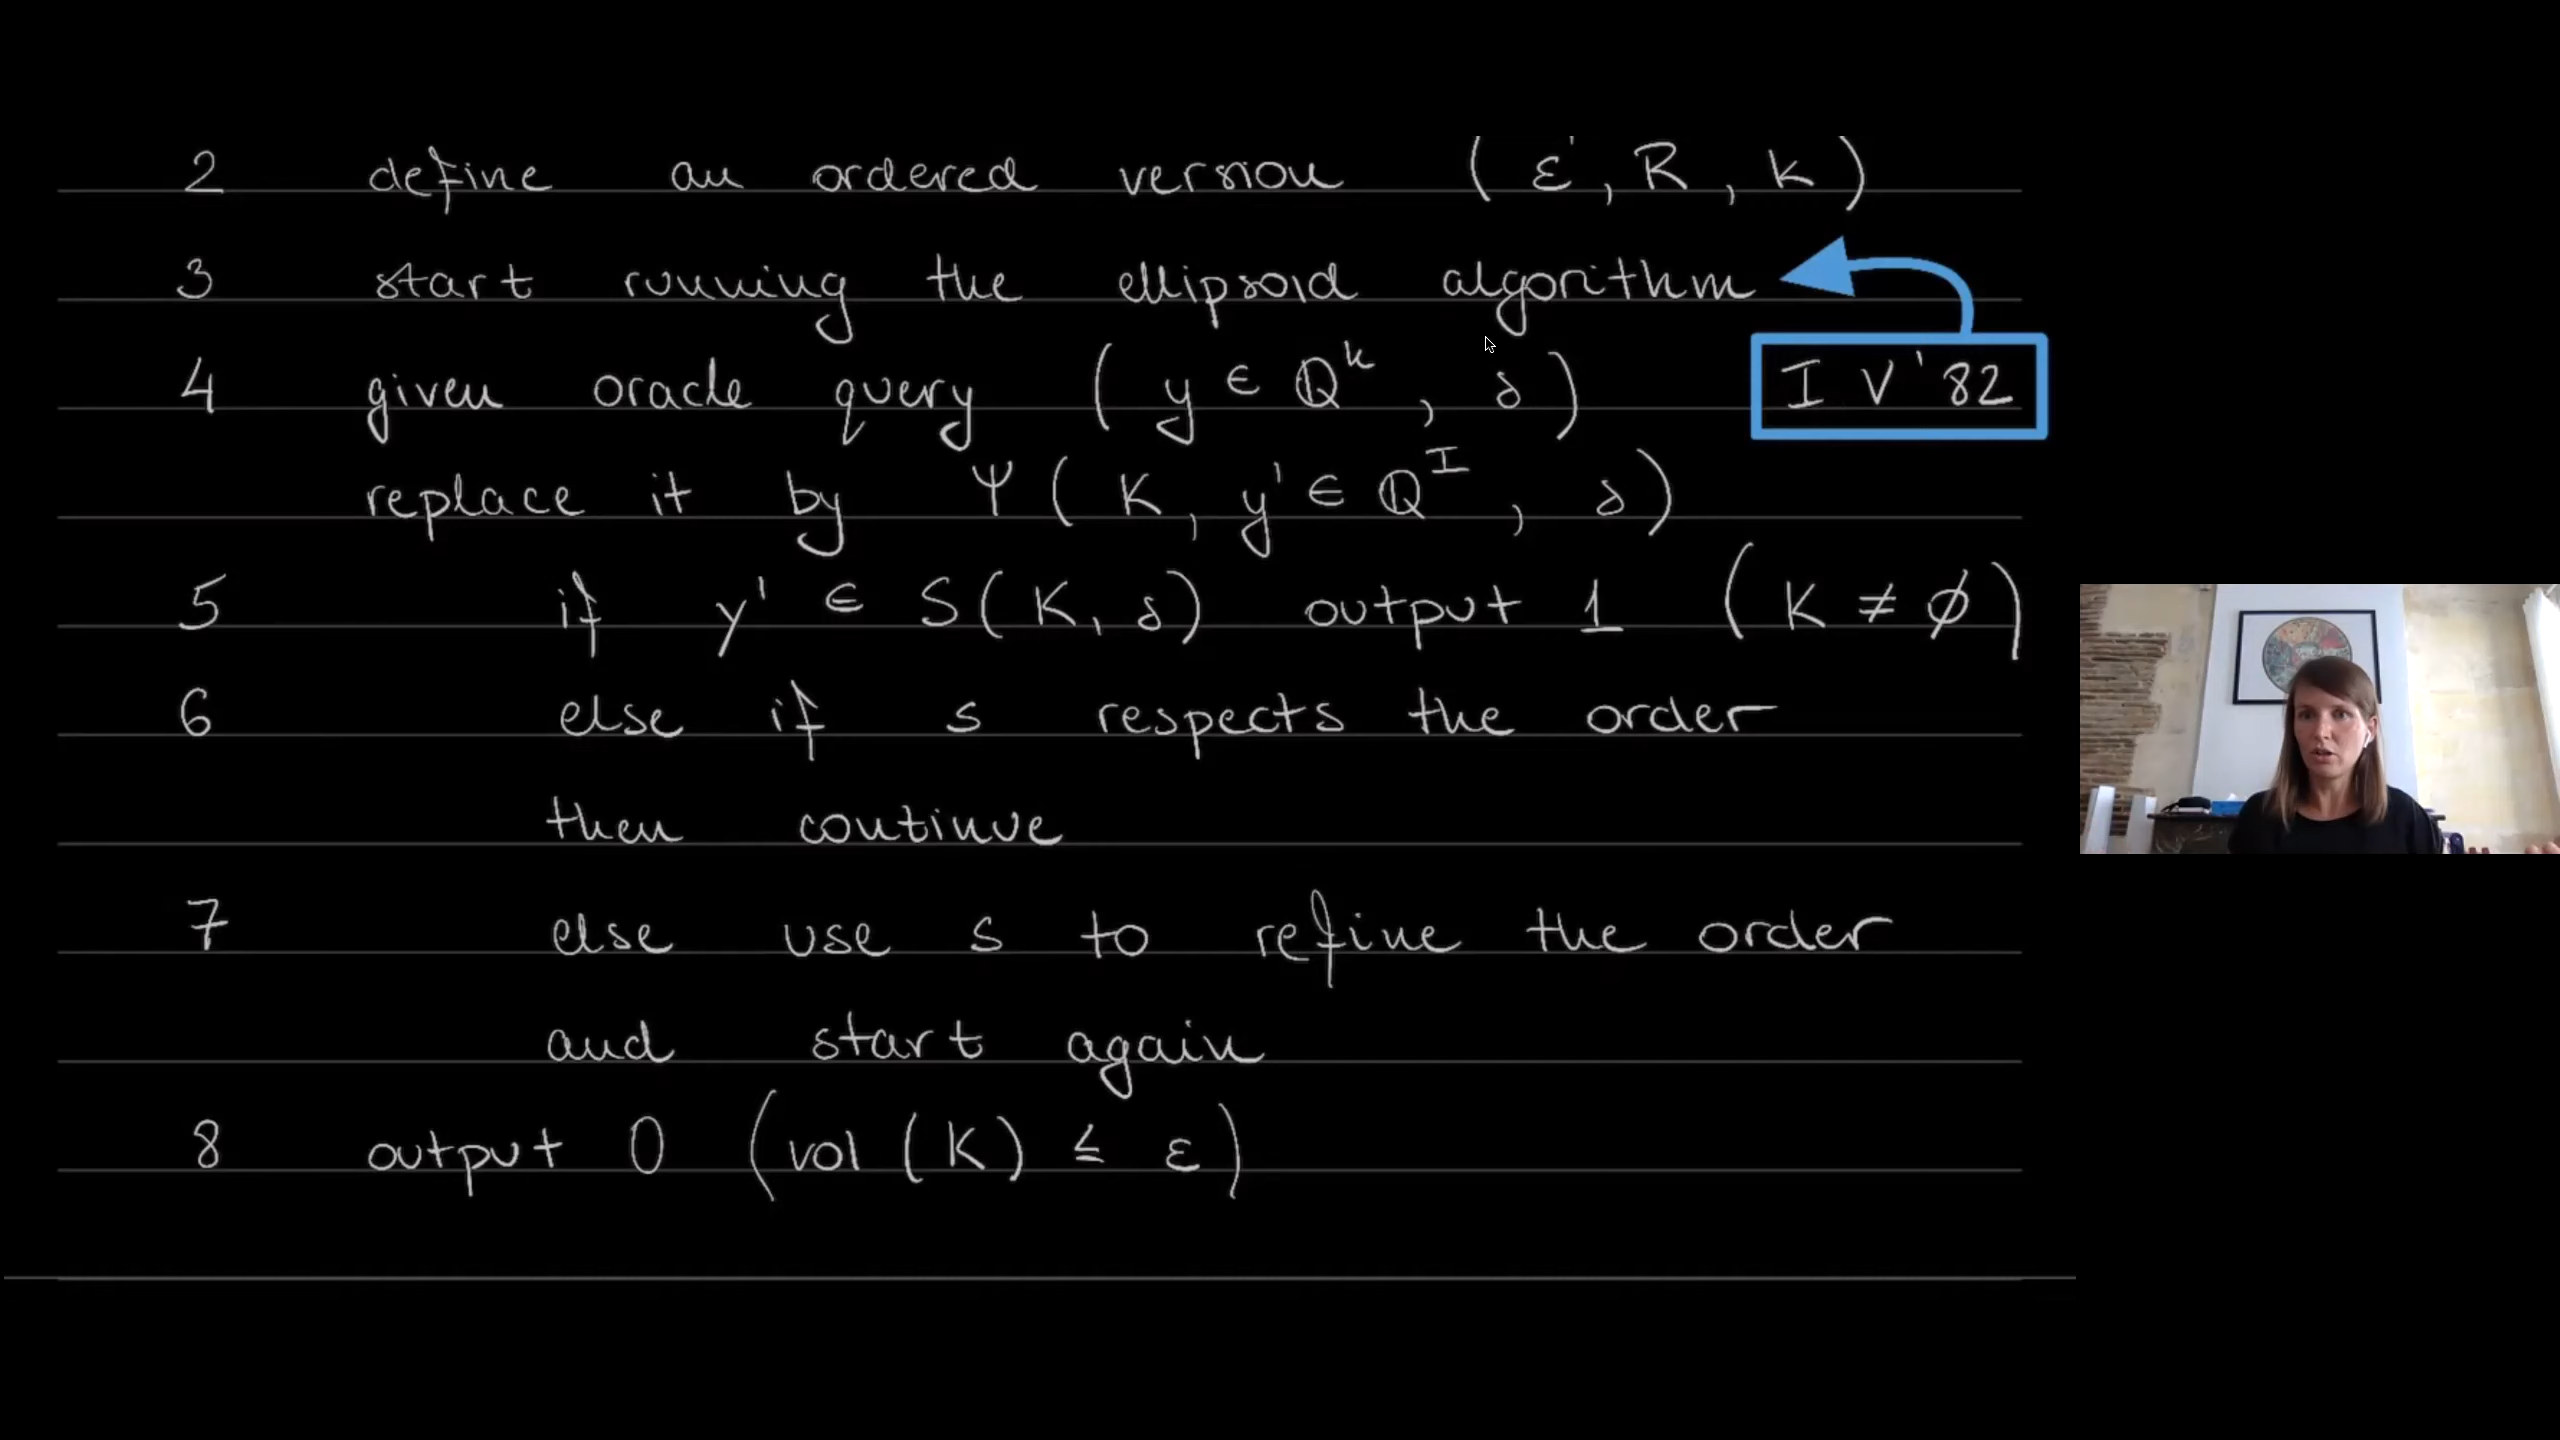 2 define an ordered version ( ε', R, k )
3 start running the ellipsoid algorithm
4 given oracle query ( y ∈ ℚ^k , δ )
I V '82
replace it by Ψ ( K, y' ∈ ℚ^I , δ )
5 if y' ∈ S( K, δ ) output 1 ( K ≠ ∅ )
6 else if s respects the order
then continue
7 else use s to refine the order
and start again
8 output 0 ( vol ( K ) ≤ ε )